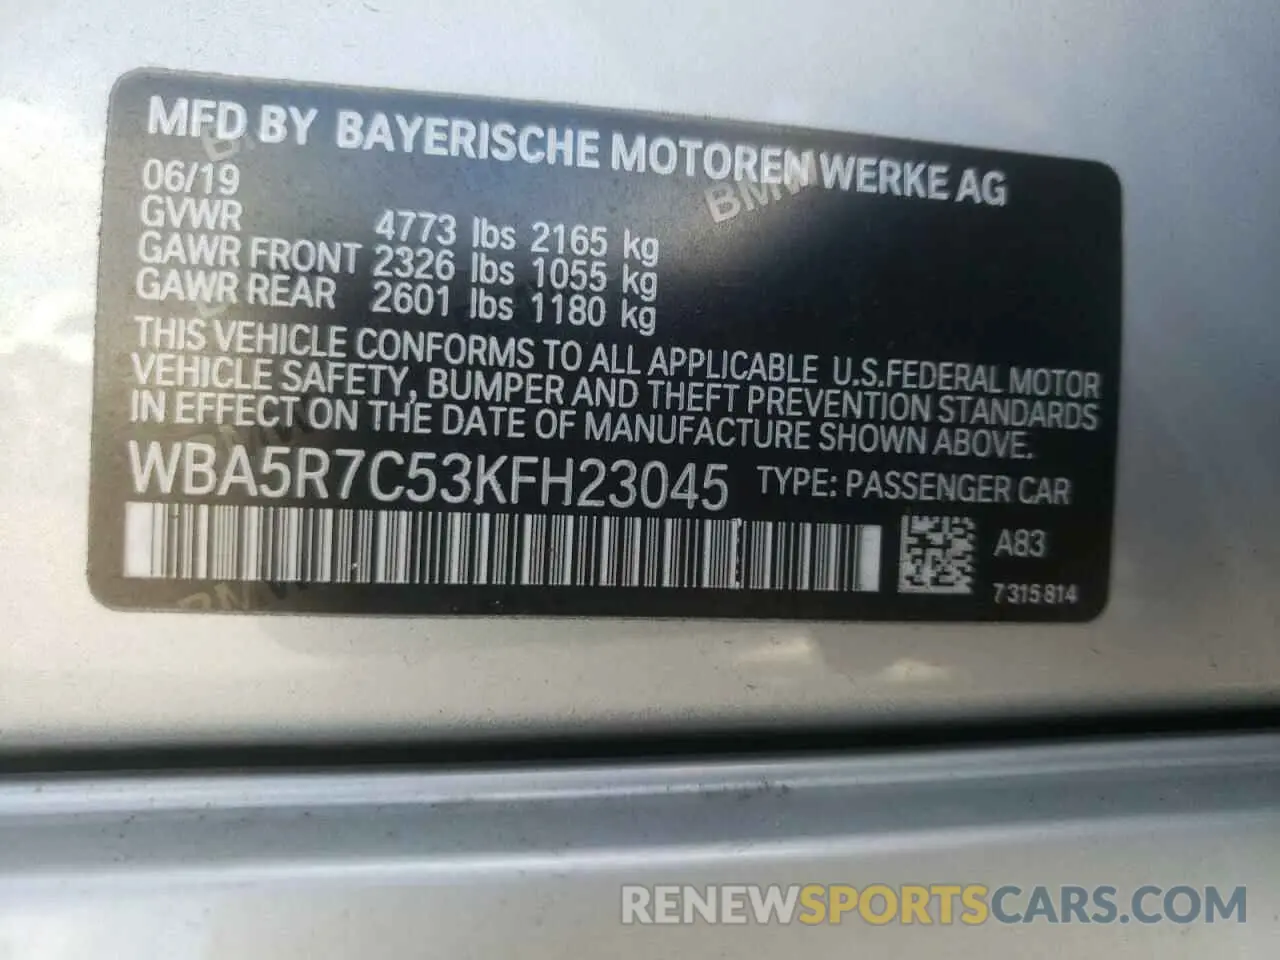 MFD BY BAYERISCHE MOTOREN WERKE AG
06/19
GVWR 4773 lbs 2165 kg
GAWR FRONT 2326 lbs 1055 kg
GAWR REAR 2601 lbs 1180 kg
THIS VEHICLE CONFORMS TO ALL APPLICABLE U.S.FEDERAL MOTOR
VEHICLE SAFETY, BUMPER AND THEFT PREVENTION STANDARDS
IN EFFECT ON THE DATE OF MANUFACTURE SHOWN ABOVE.
WBA5R7C53KFH23045 TYPE: PASSENGER CAR
A83
7 315 814
RENEWSPORTSCARS.COM